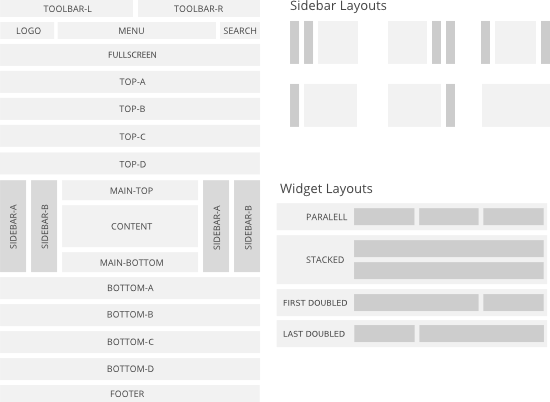 TOOLBAR-L
TOOLBAR-R
LOGO
MENU
SEARCH
FULLSCREEN
TOP-A
TOP-B
TOP-C
TOP-D
SIDEBAR-A
SIDEBAR-B
MAIN-TOP
CONTENT
MAIN-BOTTOM
SIDEBAR-A
SIDEBAR-B
BOTTOM-A
BOTTOM-B
BOTTOM-C
BOTTOM-D
FOOTER
Sidebar Layouts
Widget Layouts
PARALELL
STACKED
FIRST DOUBLED
LAST DOUBLED